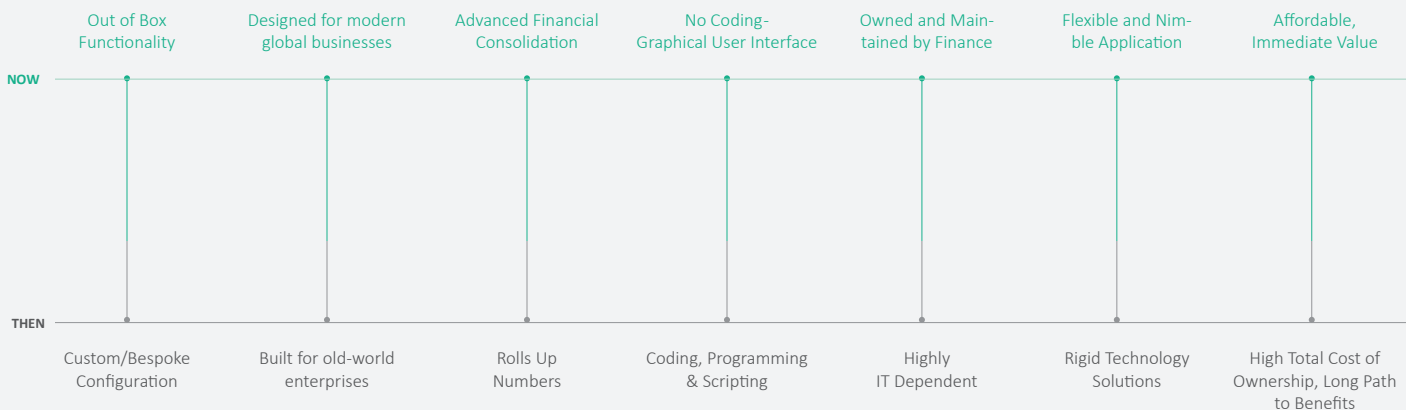 Out of Box
Functionality
Designed for modern
global businesses
Advanced Financial
Consolidation
No Coding-
Graphical User Interface
Owned and Main-
tained by Finance
Flexible and Nim-
ble Application
Affordable,
Immediate Value
NOW
THEN
Custom/Bespoke
Configuration
Built for old-world
enterprises
Rolls Up
Numbers
Coding, Programming
& Scripting
Highly
IT Dependent
Rigid Technology
Solutions
High Total Cost of
Ownership, Long Path
to Benefits